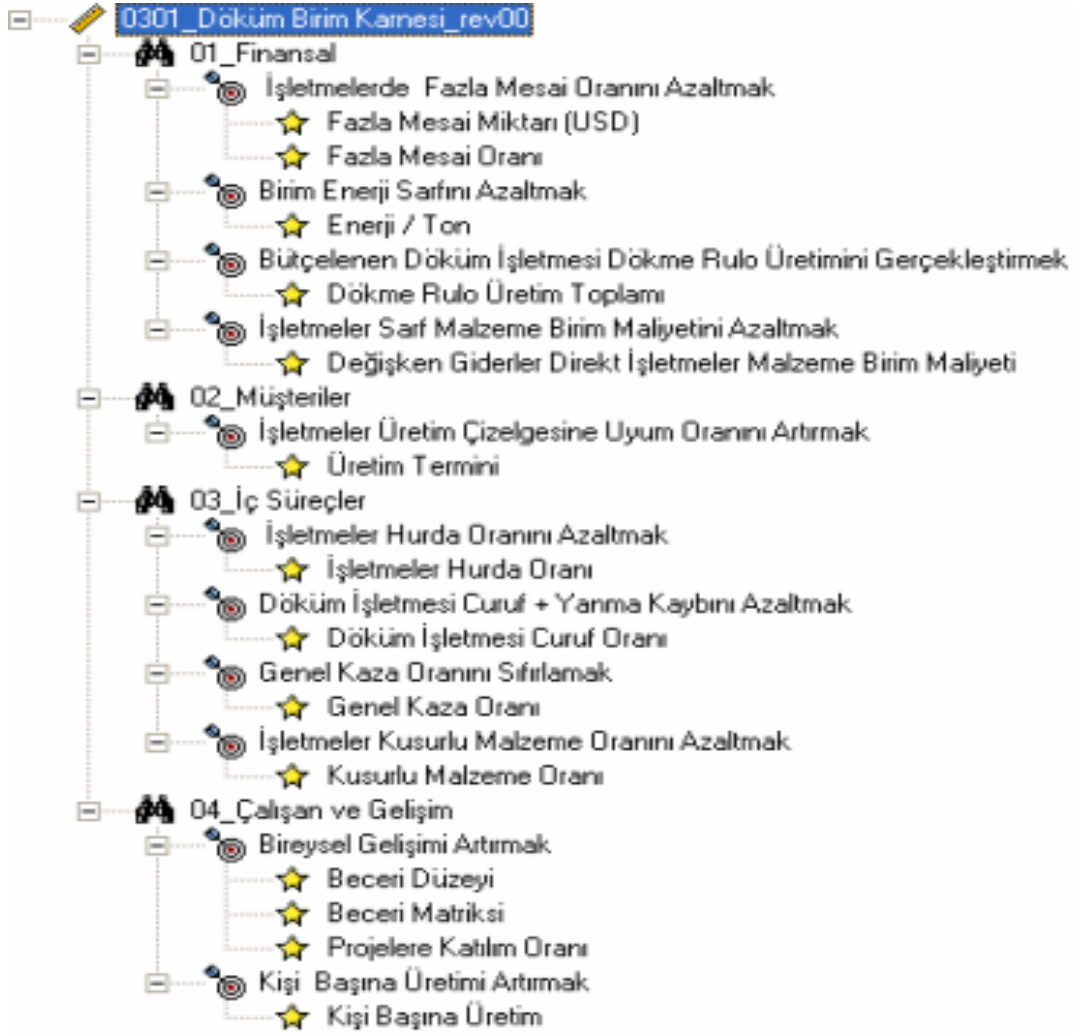 0301_Döküm Birim Karnesi_rev00
01_Finansal
İşletmelerde Fazla Mesai Oranını Azaltmak
Fazla Mesai Miktarı (USD)
Fazla Mesai Oranı
Birim Enerji Sarfını Azaltmak
Enerji / Ton
Bütçelenen Döküm İşletmesi Dökme Rulo Üretimini Gerçekleştirmek
Dökme Rulo Üretim Toplamı
İşletmeler Sarf Malzeme Birim Maliyetini Azaltmak
Değişken Giderler Direkt İşletmeler Malzeme Birim Maliyeti
02_Müşteriler
İşletmeler Üretim Çizelgesine Uyum Oranını Artırmak
Üretim Termini
03_İç Süreçler
İşletmeler Hurda Oranını Azaltmak
İşletmeler Hurda Oranı
Döküm İşletmesi Curuf + Yanma Kaybını Azaltmak
Döküm İşletmesi Curuf Oranı
Genel Kaza Oranını Sıfırlamak
Genel Kaza Oranı
İşletmeler Kusurlu Malzeme Oranını Azaltmak
Kusurlu Malzeme Oranı
04_Çalışan ve Gelişim
Bireysel Gelişimi Artırmak
Beceri Düzeyi
Beceri Matriksi
Projelere Katılım Oranı
Kişi Başına Üretimi Artırmak
Kişi Başına Üretim